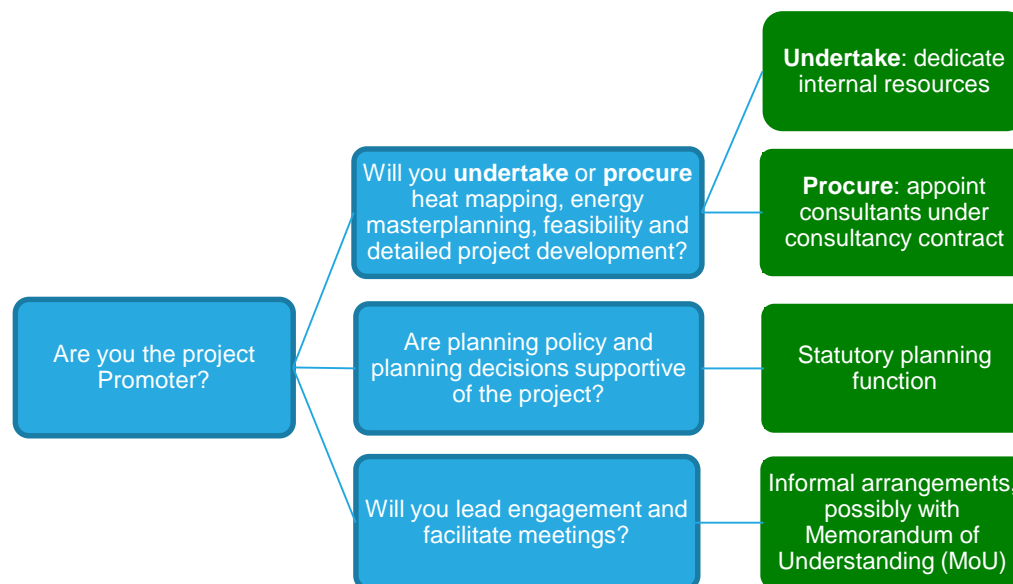 Are you the project
Promoter?
Will you undertake or procure
heat mapping, energy
masterplanning, feasibility and
detailed project development?
Undertake: dedicate
internal resources
Procure: appoint
consultants under
consultancy contract
Are planning policy and
planning decisions supportive
of the project?
Statutory planning
function
Will you lead engagement and
facilitate meetings?
Informal arrangements,
possibly with
Memorandum of
Understanding (MoU)